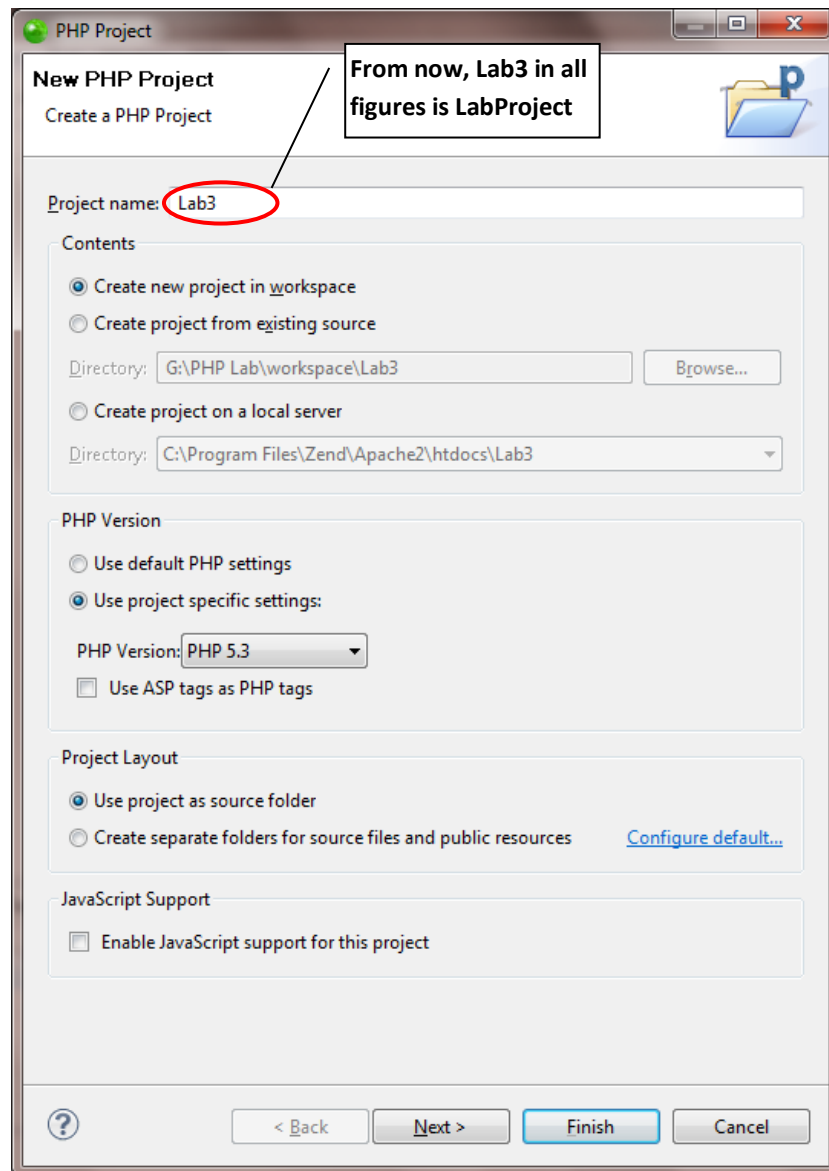 PHP Project
New PHP Project
Create a PHP Project
From now, Lab3 in all
figures is LabProject
p
Project name: Lab3
Contents
Create new project in workspace
Create project from existing source
Directory: G:\PHP Lab\workspace\Lab3 Browse...
Create project on a local server
Directory: C:\Program Files\Zend\Apache2\htdocs\Lab3
PHP Version
Use default PHP settings
Use project specific settings:
PHP Version: PHP 5.3
Use ASP tags as PHP tags
Project Layout
Use project as source folder
Create separate folders for source files and public resources Configure default...
JavaScript Support
Enable JavaScript support for this project
? < Back Next > Finish Cancel